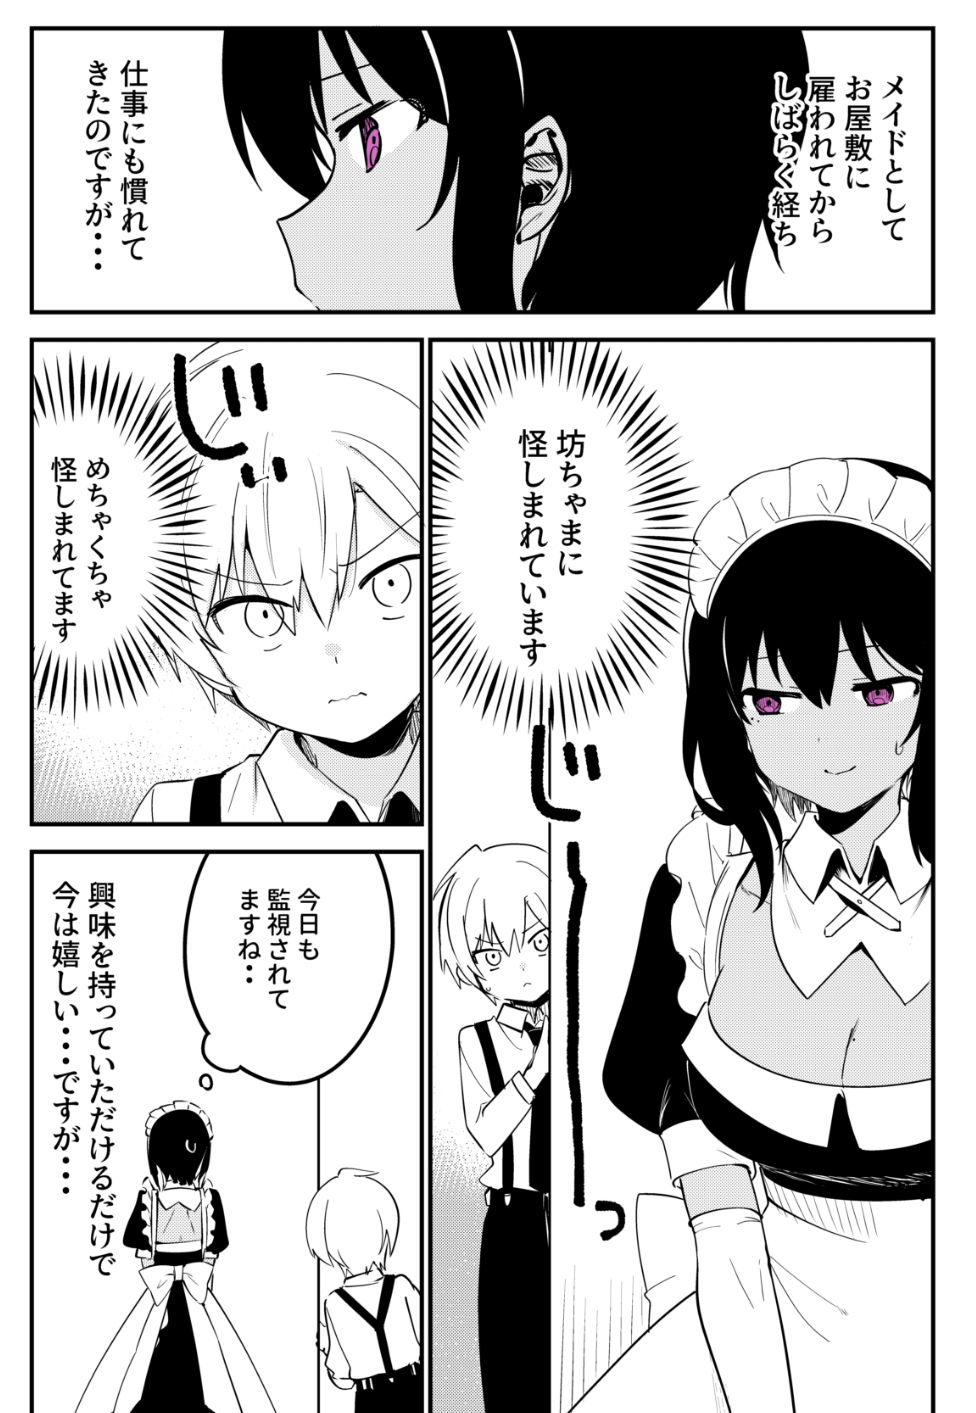 メイドとして
お屋敷に
雇われてから
しばらく経ち
仕事にも慣れて
きたのですが・・・
坊ちゃまに
怪しまれています
じーーっ
じーー
めちゃくちゃ
怪しまれてます
今日も
監視されて
ますね・・
興味を持っていただけるだけで
今は嬉しい・・・ですが・・・